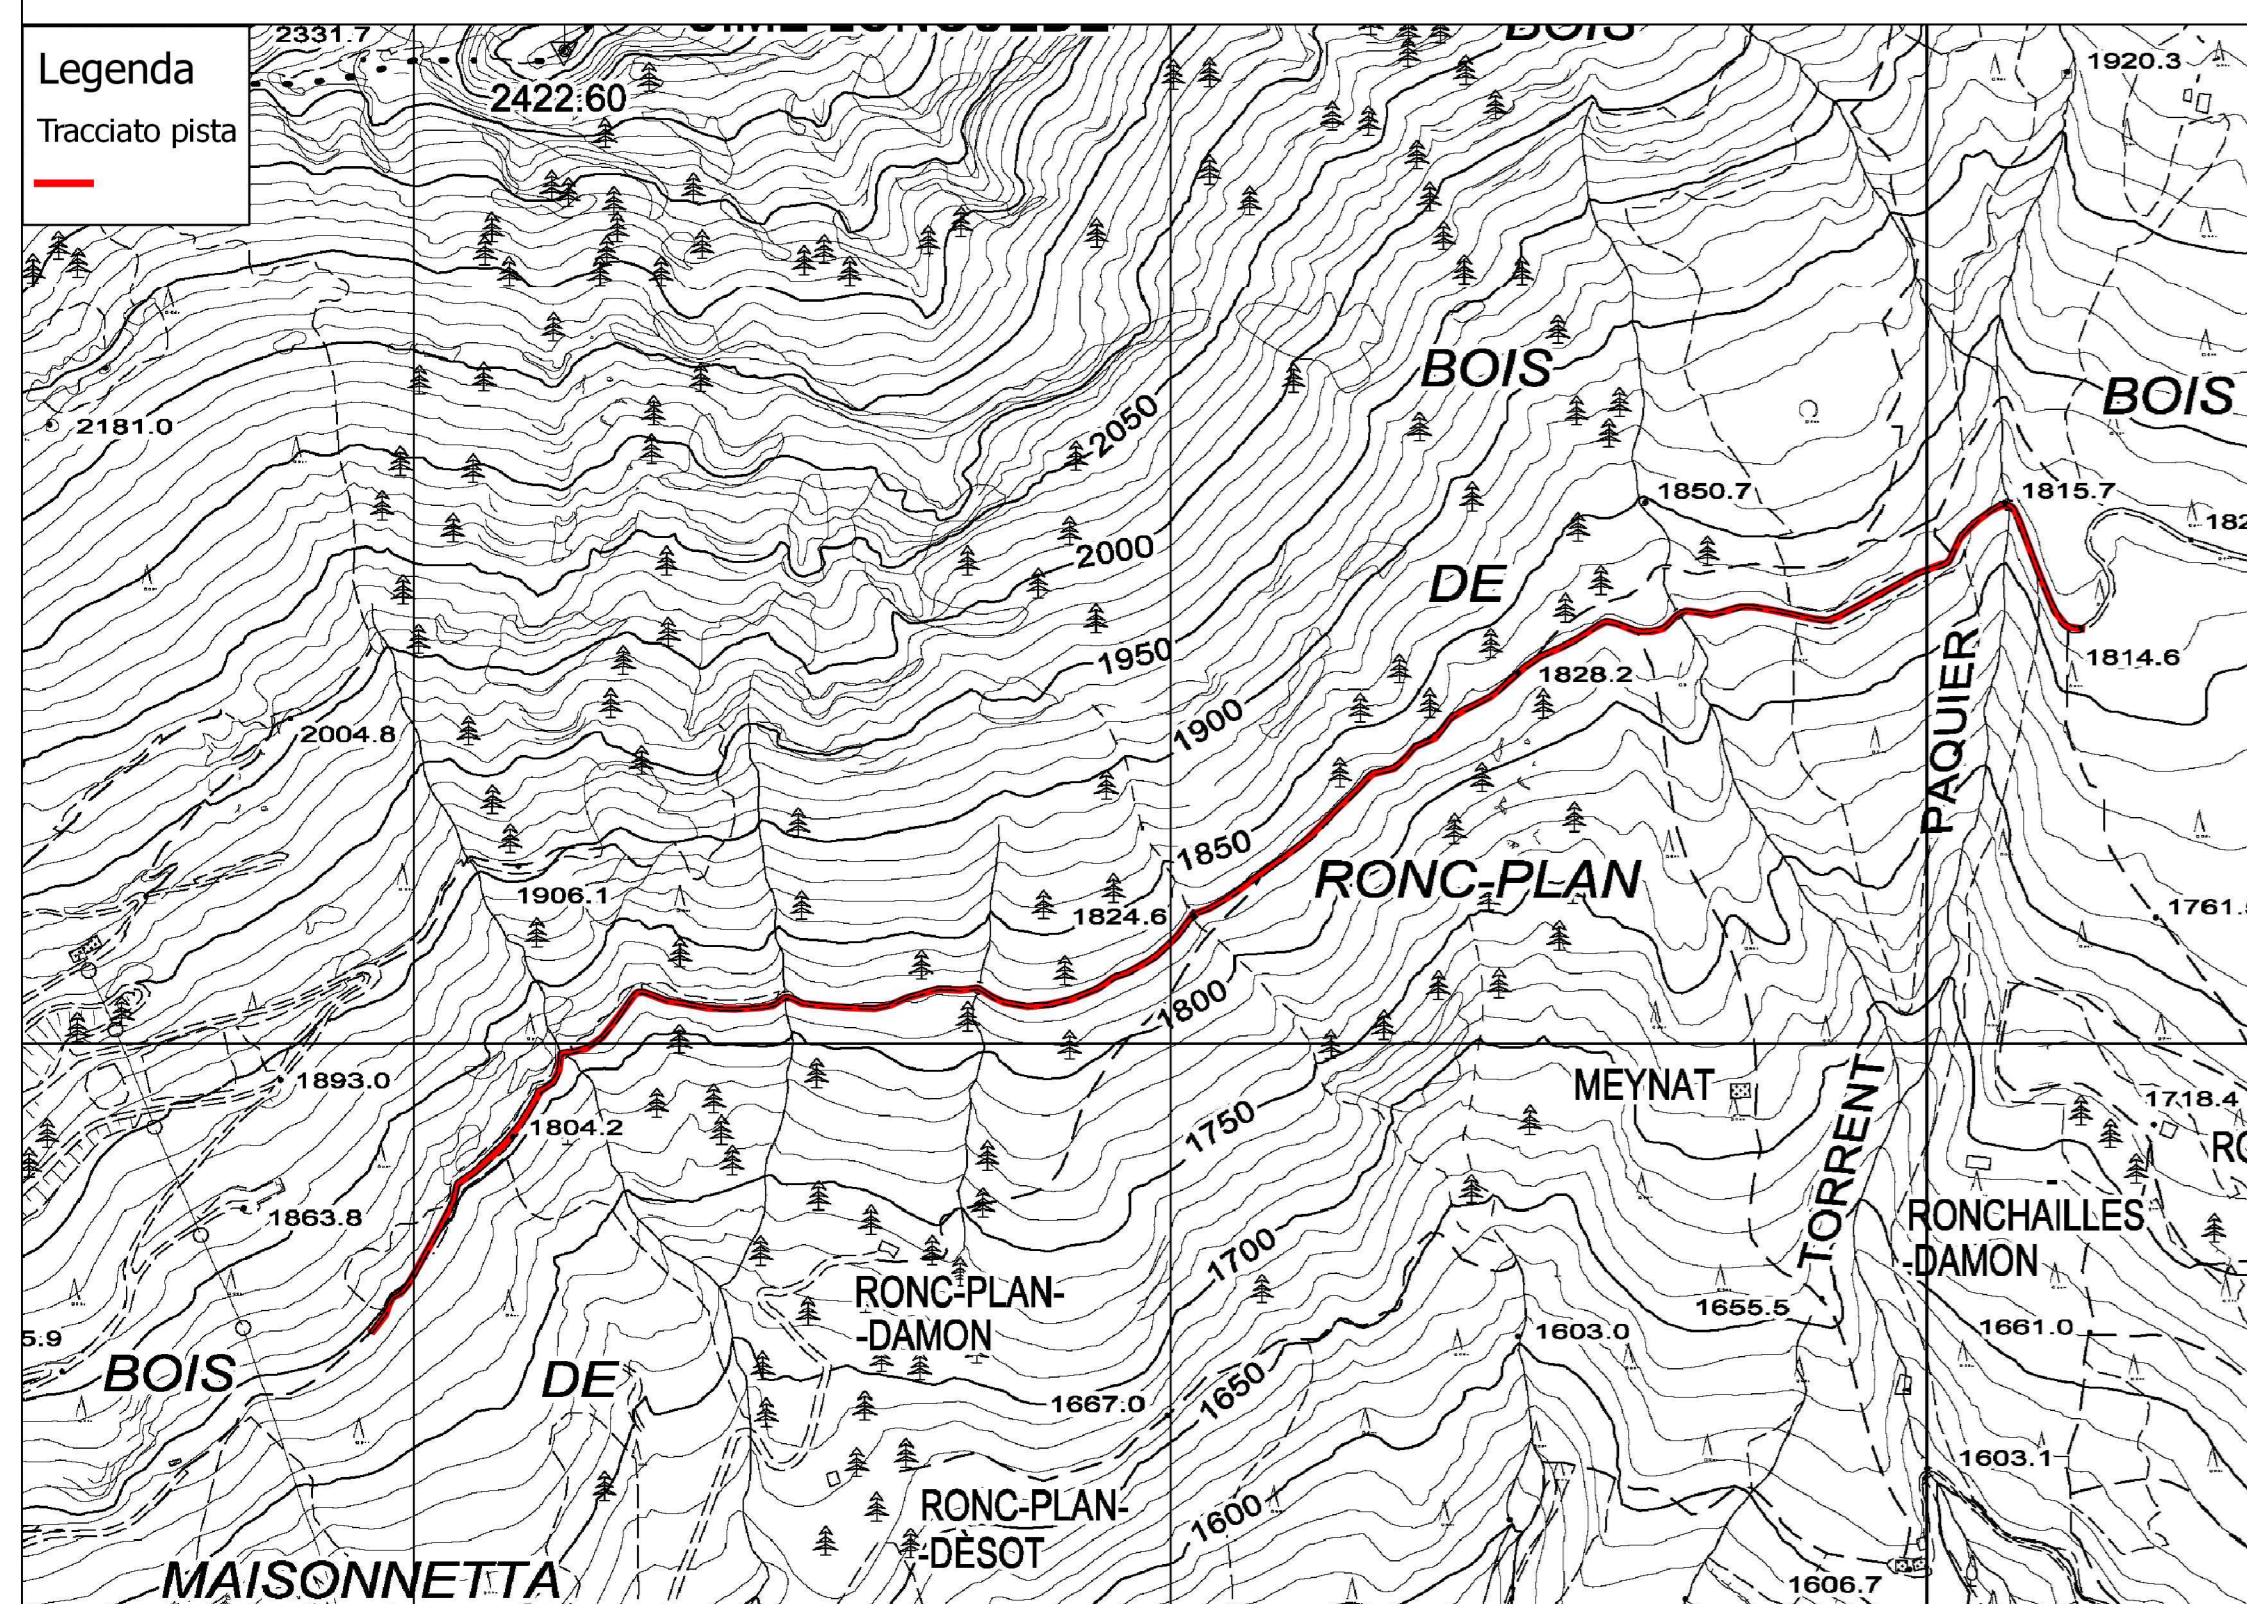 Legenda
Tracciato pista
2331.7
2422.60
BOIS
1920.3
2181.0
2050
BOIS
BOIS
1850.7
1815.7
2000
DE
1950
1828.2
1814.6
PAQUIER
2004.8
1900
1850
RONC-PLAN
1906.1
1824.6
1800
1893.0
MEYNAT
1718.4
1804.2
1750
TORRENT
1863.8
RONCHAILLES
-DAMON
1700
RONC-PLAN-
-DAMON
1655.5
1603.0
1661.0
BOIS
DE
1667.0
1650
1603.1
RONC-PLAN-
-DÈSOT
1600
MAISONNETTA
1606.7